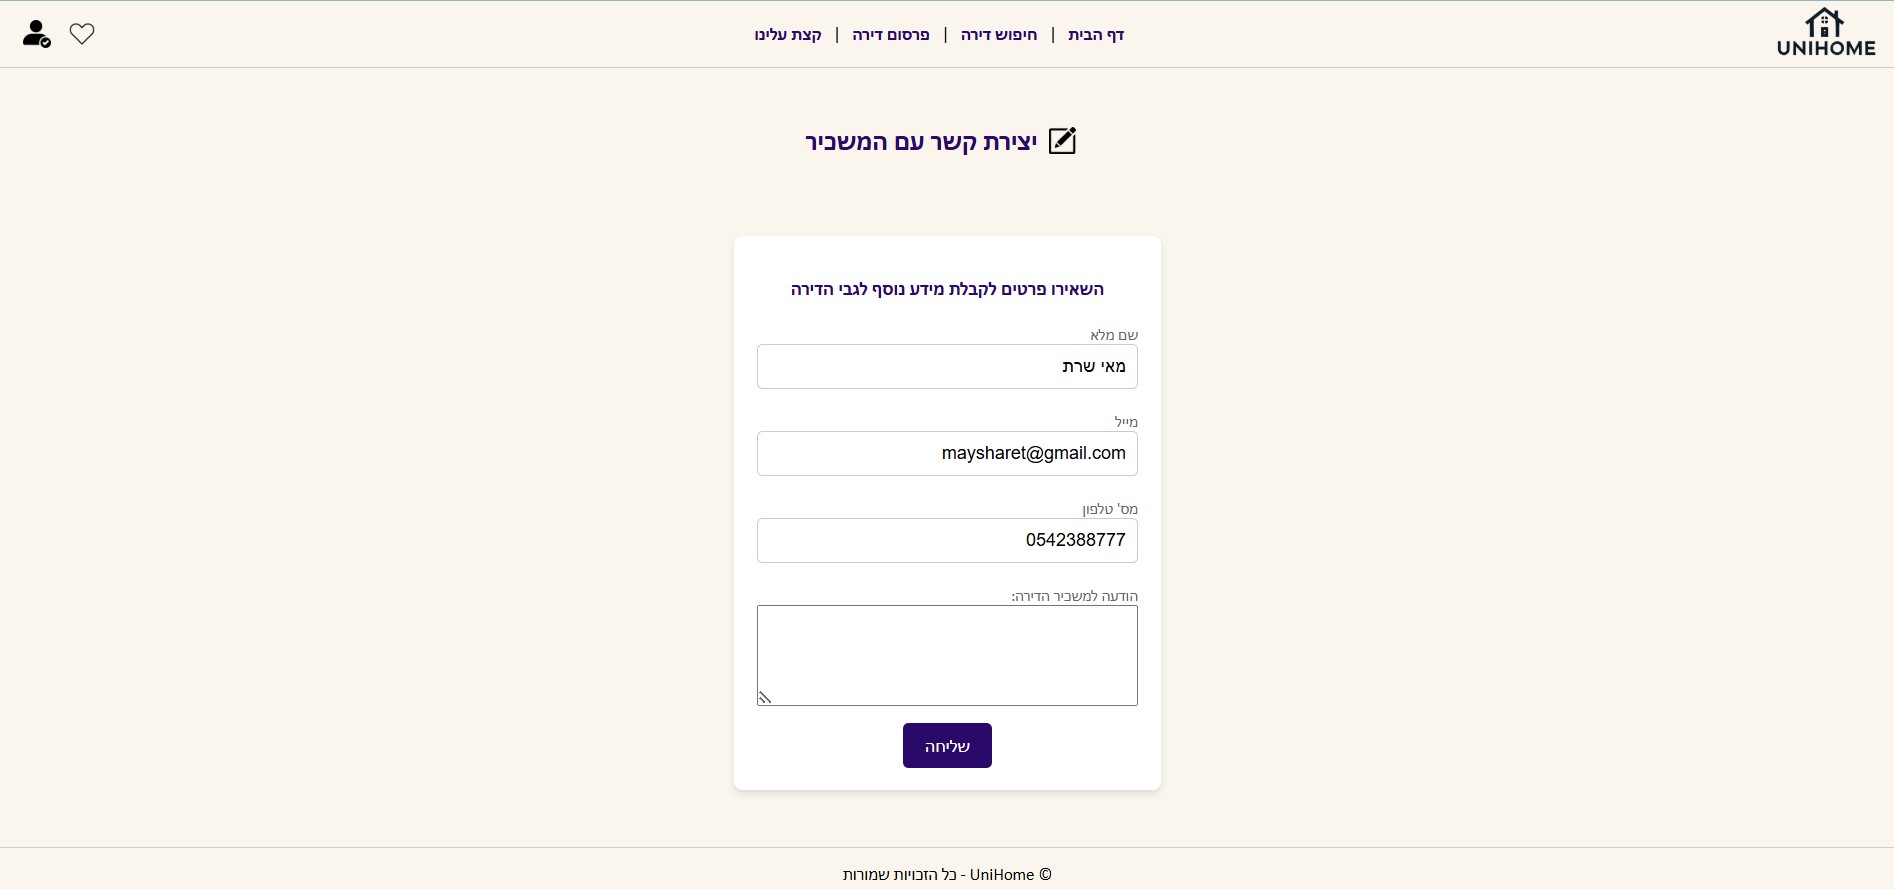 UNIHOME
דף הבית | חיפוש דירה | פרסום דירה | קצת עלינו
יצירת קשר עם המשכיר
השאירו פרטים לקבלת מידע נוסף לגבי הדירה
שם מלא
מאי שרת
מייל
maysharet@gmail.com
מס' טלפון
0542388777
הודעה למשכיר הדירה:
שליחה
© UniHome - כל הזכויות שמורות